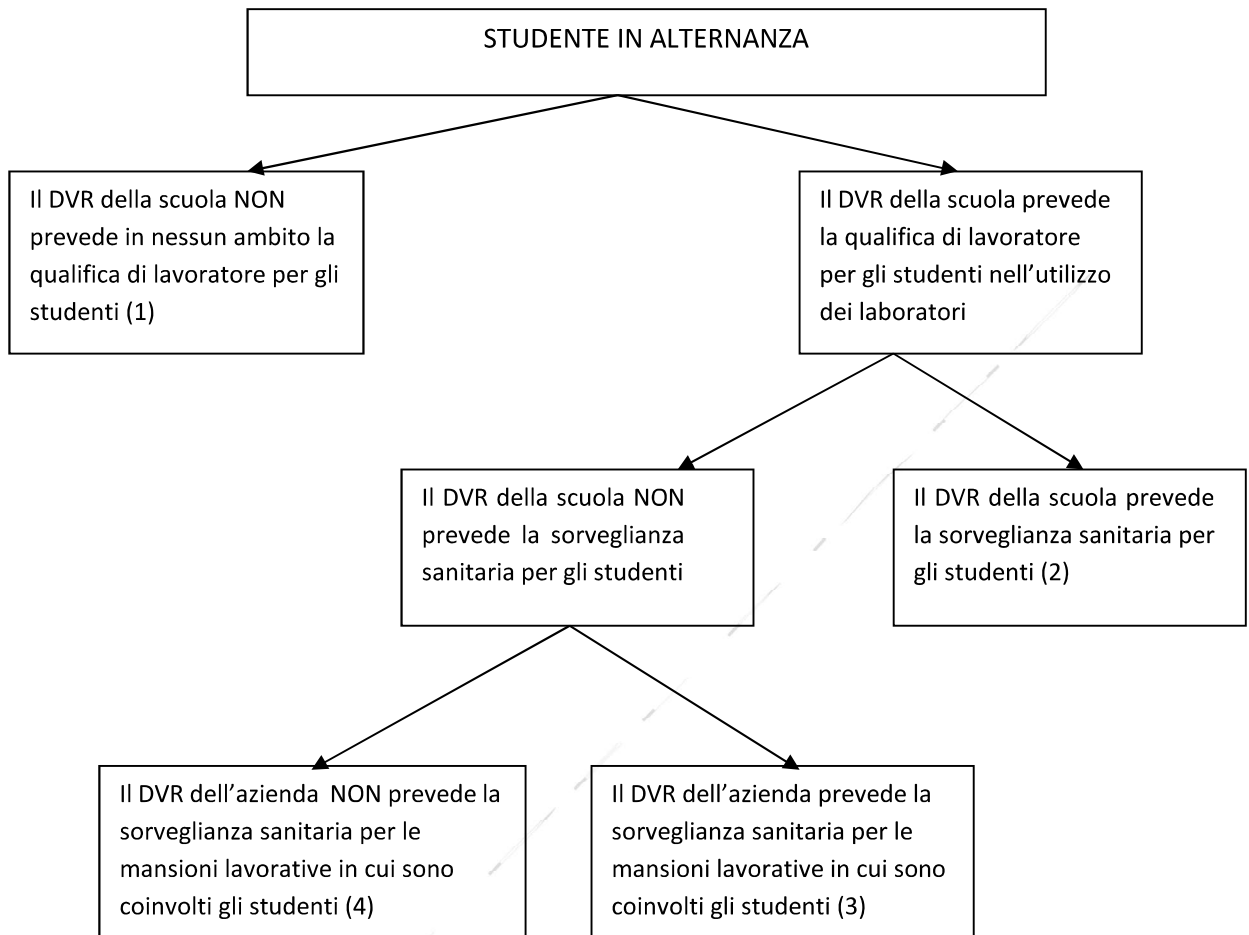 STUDENTE IN ALTERNANZA
Il DVR della scuola NON
prevede in nessun ambito la
qualifica di lavoratore per gli
studenti (1)
Il DVR della scuola prevede
la qualifica di lavoratore
per gli studenti nell’utilizzo
dei laboratori
Il DVR della scuola NON
prevede la sorveglianza
sanitaria per gli studenti
Il DVR della scuola prevede
la sorveglianza sanitaria per
gli studenti (2)
Il DVR dell’azienda NON prevede la
sorveglianza sanitaria per le
mansioni lavorative in cui sono
coinvolti gli studenti (4)
Il DVR dell’azienda prevede la
sorveglianza sanitaria per le
mansioni lavorative in cui sono
coinvolti gli studenti (3)